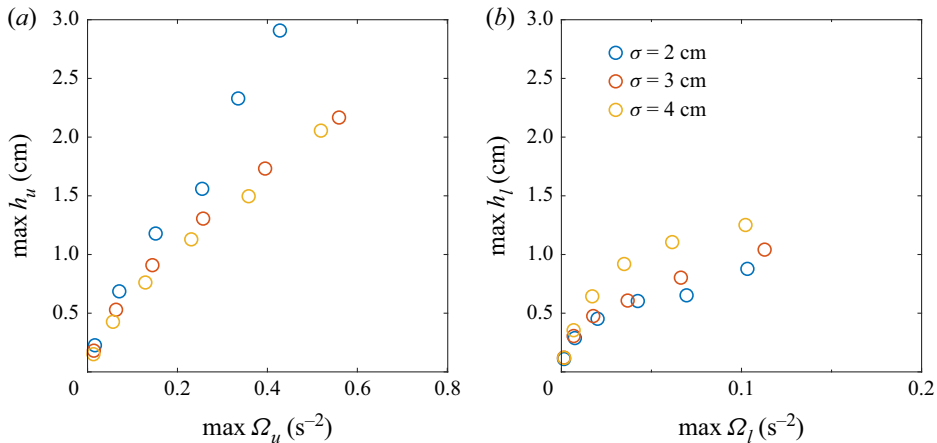 (a)
3.0
2.5
2.0
1.5
1.0
0.5
0
0.2
0.4
0.6
0.8
max h_u (cm)
max Ω_u (s⁻²)
(b)
3.0
2.5
2.0
1.5
1.0
0.5
0
0.1
0.2
max h_l (cm)
max Ω_l (s⁻²)
σ = 2 cm
σ = 3 cm
σ = 4 cm